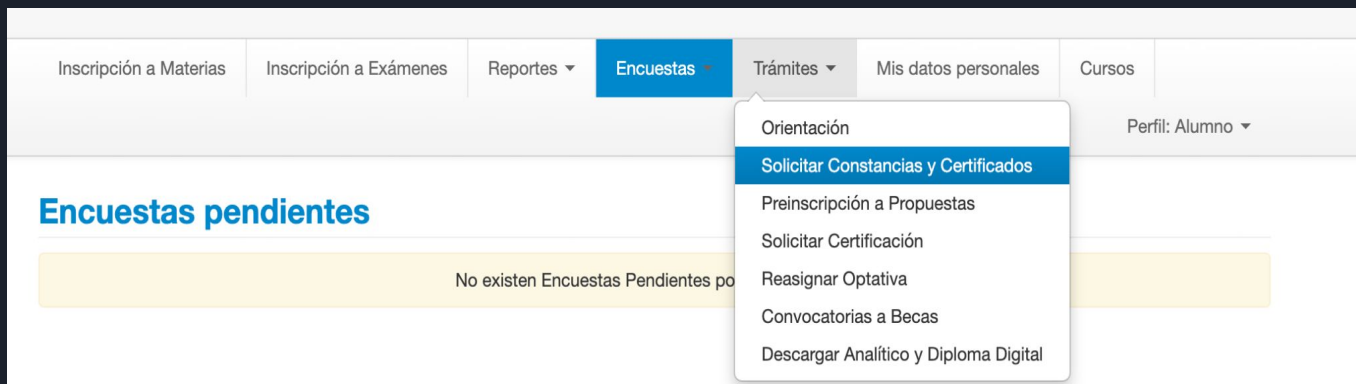 Inscripción a Materias Inscripción a Exámenes Reportes Encuestas Trámites Mis datos personales Cursos
Perfil: Alumno
Orientación
Solicitar Constancias y Certificados
Preinscripción a Propuestas
Solicitar Certificación
Reasignar Optativa
Convocatorias a Becas
Descargar Analítico y Diploma Digital
Encuestas pendientes
No existen Encuestas Pendientes